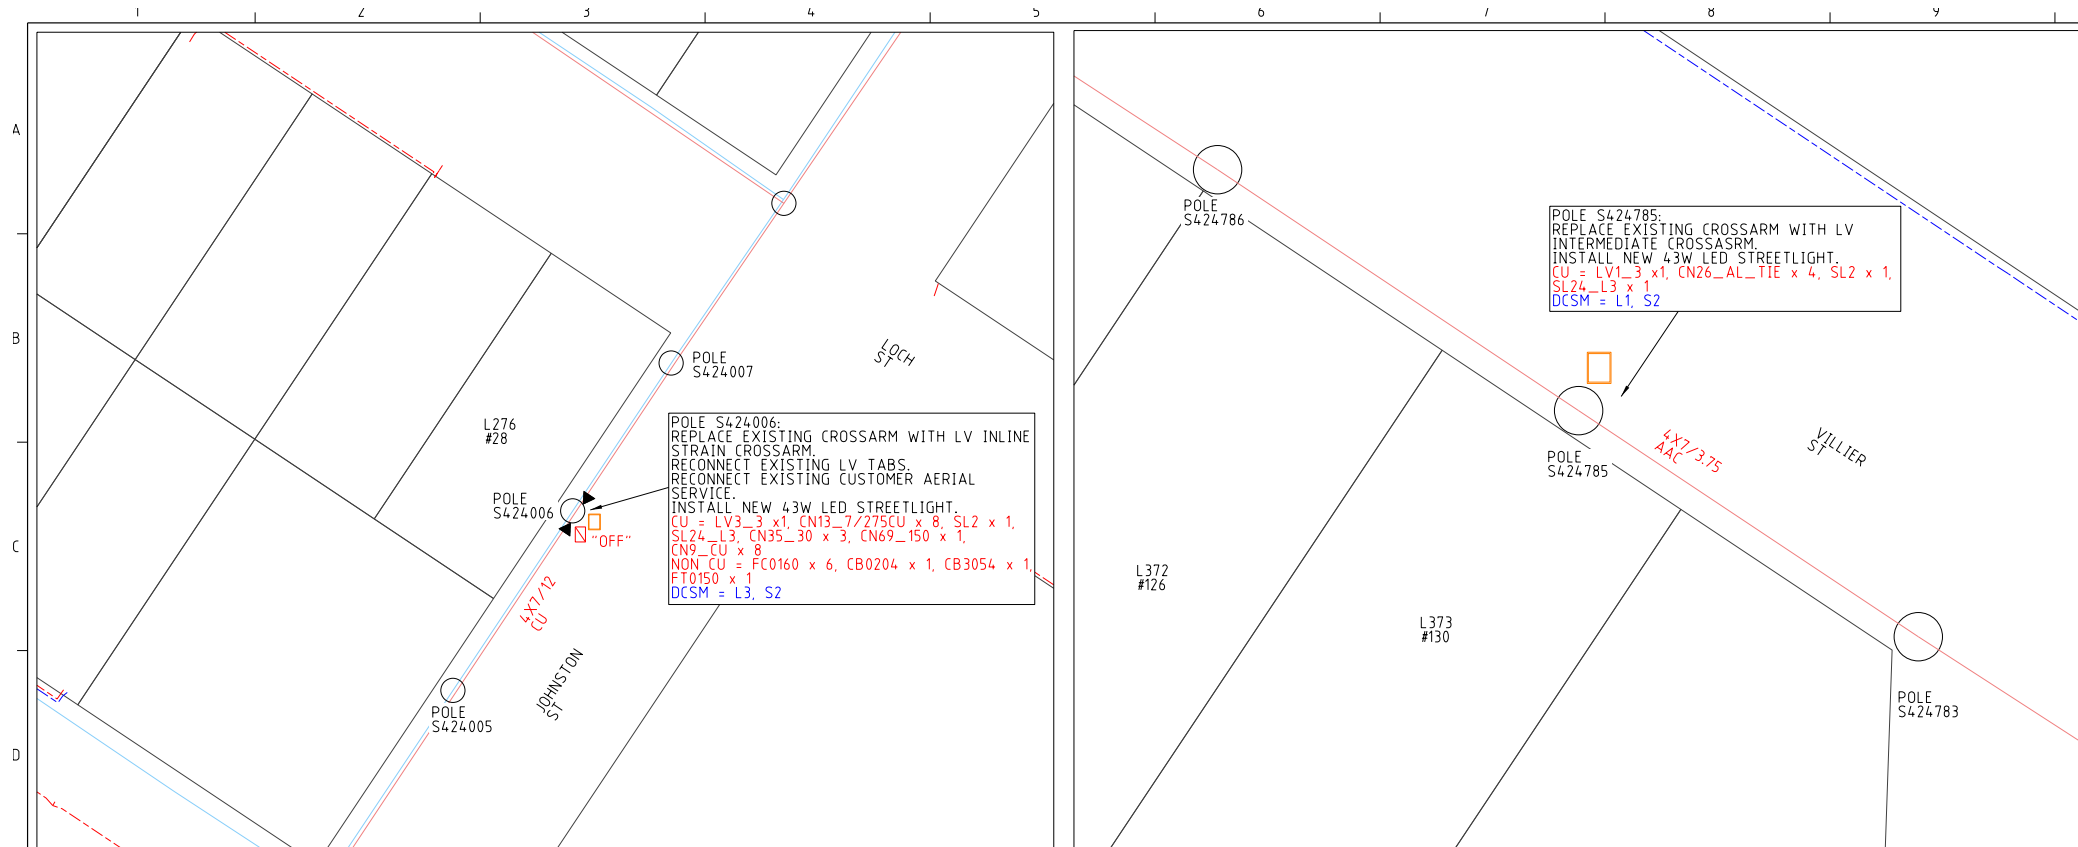 1 2 3 4 5 6 7 8 9
A
B
C
D
POLE
S424007
LOCH
ST
L276
#28
POLE
S424006
POLE S424006:
REPLACE EXISTING CROSSARM WITH LV INLINE
STRAIN CROSSARM.
RECONNECT EXISTING LV TABS.
RECONNECT EXISTING CUSTOMER AERIAL
SERVICE.
INSTALL NEW 43W LED STREETLIGHT.
CU = LV3_3 x1, CN13_7/275CU x 8, SL2 x 1,
SL24_L3, CN35_30 x 3, CN69_150 x 1,
CN9_CU x 8
NON CU = FC0160 x 6, CB0204 x 1, CB3054 x 1,
FT0150 x 1
DCSM = L3, S2
"OFF"
4X7/12
CU
JOHNSTON
ST
POLE
S424005
POLE
S424786
POLE S424785:
REPLACE EXISTING CROSSARM WITH LV
INTERMEDIATE CROSSASRM.
INSTALL NEW 43W LED STREETLIGHT.
CU = LV1_3 x1, CN26_AL_TIE x 4, SL2 x 1,
SL24_L3 x 1
DCSM = L1, S2
POLE
S424785
4X7/3.75
AAC
VILLIER
ST
L372
#126
L373
#130
POLE
S424783